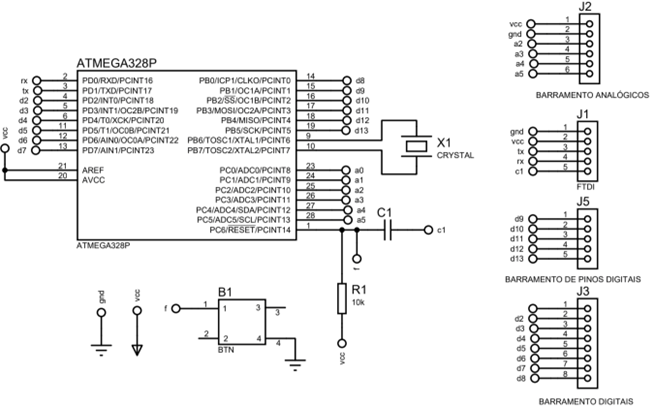 ATMEGA328P
rx 2 PD0/RXD/PCINT16 PB0/ICP1/CLKO/PCINT0 14 d8
tx 3 PD1/TXD/PCINT17 PB1/OC1A/PCINT1 15 d9
d2 4 PD2/INT0/PCINT18 PB2/SS/OC1B/PCINT2 16 d10
d3 5 PD3/INT1/OC2B/PCINT19 PB3/MOSI/OC2A/PCINT3 17 d11
d4 6 PD4/T0/XCK/PCINT20 PB4/MISO/PCINT4 18 d12
d5 11 PD5/T1/OC0B/PCINT21 PB5/SCK/PCINT5 19 d13
d6 12 PD6/AIN0/OC0A/PCINT22 PB6/TOSC1/XTAL1/PCINT6 9
d7 13 PD7/AIN1/PCINT23 PB7/TOSC2/XTAL2/PCINT7 10
vcc
21 AREF PC0/ADC0/PCINT8 23 a0
20 AVCC PC1/ADC1/PCINT9 24 a1
PC2/ADC2/PCINT10 25 a2
PC3/ADC3/PCINT11 26 a3
PC4/ADC4/SDA/PCINT12 27 a4
PC5/ADC5/SCL/PCINT13 28 a5
PC6/RESET/PCINT14 1
ATMEGA328P
X1
CRYSTAL
C1
c1
f
R1
10k
vcc
gnd
vcc
B1
f 1 1 3 3
2 2 4 4
BTN
J2
vcc 1
gnd 2
a2 3
a3 4
a4 5
a5 6
BARRAMENTO ANALÓGICOS
J1
gnd 1
vcc 2
tx 3
rx 4
c1 5
FTDI
J5
d9 1
d10 2
d11 3
d12 4
d13 5
BARRAMENTO DE PINOS DIGITAIS
J3
1
d2 2
d3 3
d4 4
d5 5
d6 6
d7 7
d8 8
BARRAMENTO DIGITAIS